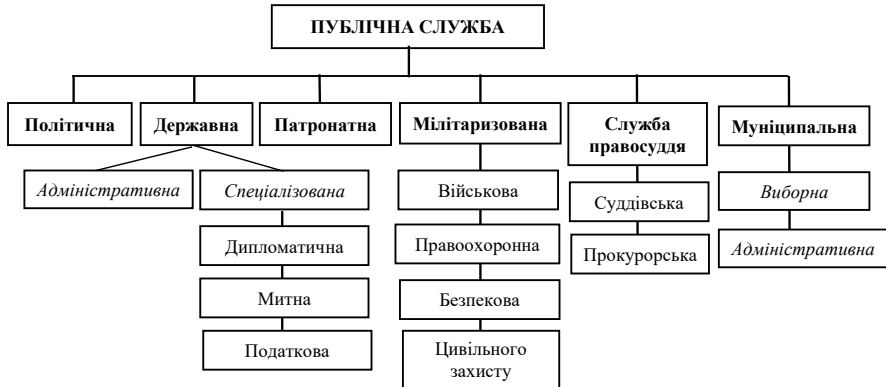 ПУБЛІЧНА СЛУЖБА
Політична
Державна
Патронатна
Мілітаризована
Служба
правосуддя
Муніципальна
Адміністративна
Спеціалізована
Дипломатична
Митна
Податкова
Військова
Правоохоронна
Безпекова
Цивільного
захисту
Суддівська
Прокурорська
Виборна
Адміністративна